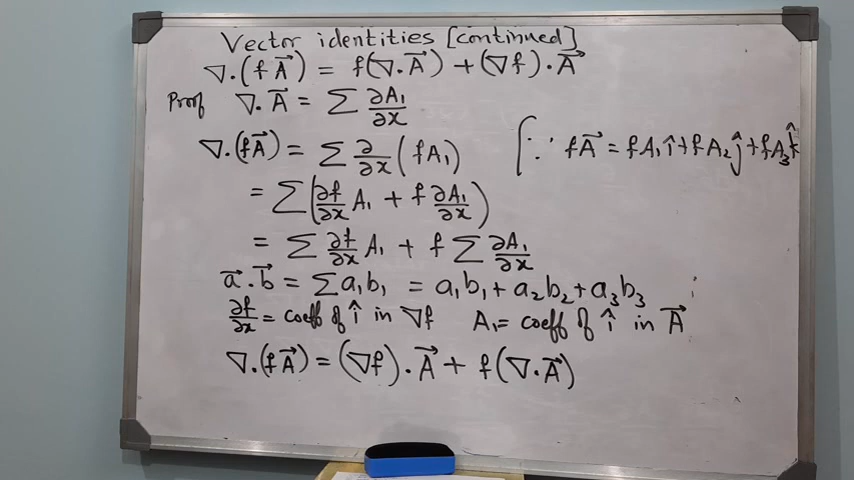 Vector identities [continued]
∇.(fA⃗) = f(∇.A⃗) + (∇f).A⃗
Proof ∇.A⃗ = ∑ ∂A₁/∂x
∇.(fA⃗) = ∑ ∂/∂x (fA₁) [∵ fA⃗ = fA₁î + fA₂ĵ + fA₃k̂
= ∑ (∂f/∂x A₁ + f ∂A₁/∂x)
= ∑ ∂f/∂x A₁ + f ∑ ∂A₁/∂x
a⃗.b⃗ = ∑ a₁b₁ = a₁b₁ + a₂b₂ + a₃b₃
∂f/∂x = coeff of î in ∇f A₁ = coeff of î in A⃗
∇.(fA⃗) = (∇f).A⃗ + f(∇.A⃗)